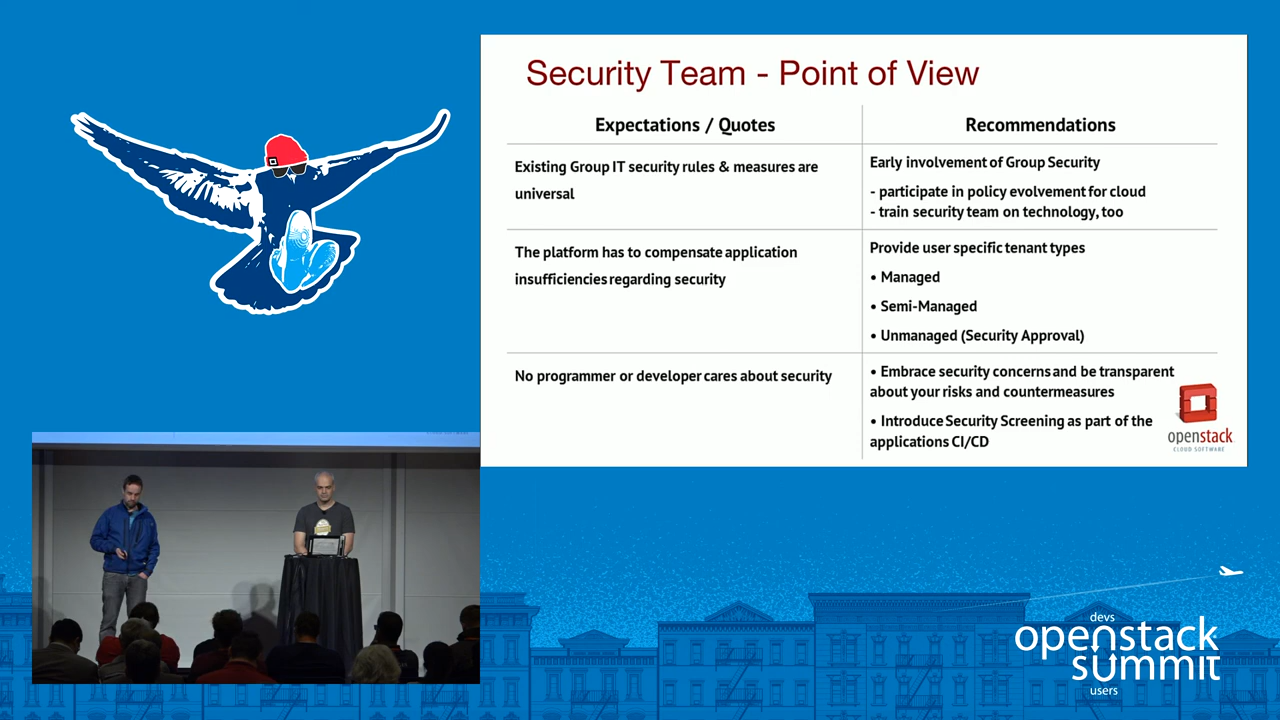 Security Team - Point of View
Expectations / Quotes
Recommendations
Existing Group IT security rules & measures are
universal
Early involvement of Group Security
- participate in policy evolvement for cloud
- train security team on technology, too
The platform has to compensate application
insufficiencies regarding security
Provide user specific tenant types
• Managed
• Semi-Managed
• Unmanaged (Security Approval)
No programmer or developer cares about security
• Embrace security concerns and be transparent
about your risks and countermeasures
• Introduce Security Screening as part of the
applications CI/CD
openstack
CLOUD SOFTWARE
devs
openstack
summit
users